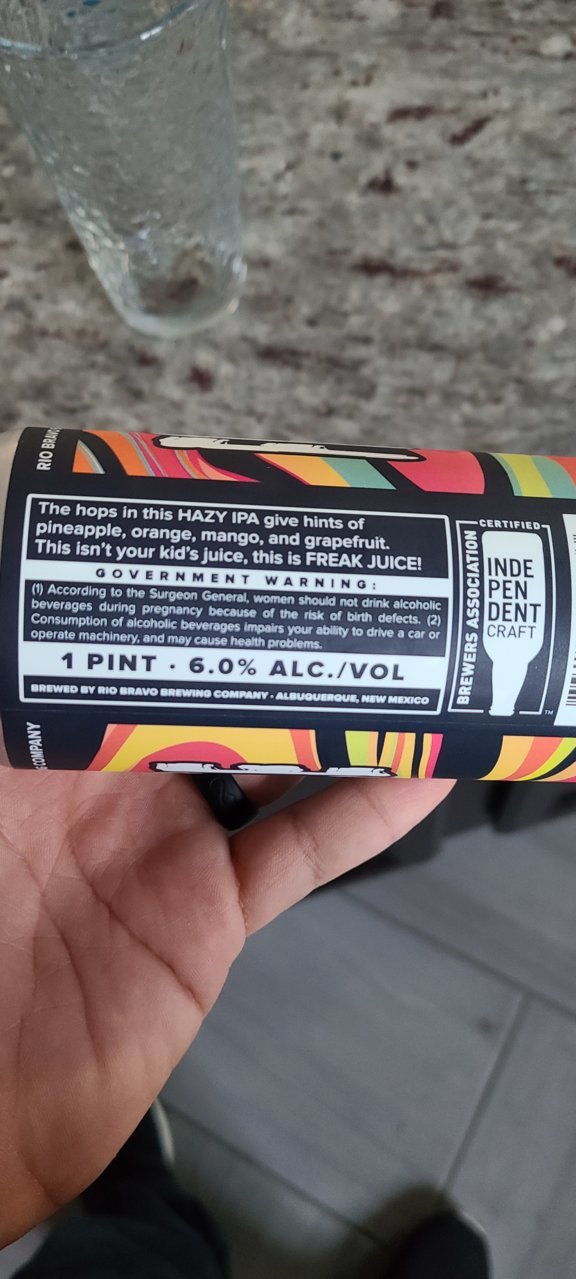 RIO BRAVO
The hops in this HAZY IPA give hints of
pineapple, orange, mango, and grapefruit.
This isn't your kid's juice, this is FREAK JUICE!
GOVERNMENT WARNING:
(1) According to the Surgeon General, women should not drink alcoholic
beverages during pregnancy because of the risk of birth defects. (2)
Consumption of alcoholic beverages impairs your ability to drive a car or
operate machinery, and may cause health problems.
1 PINT · 6.0% ALC./VOL
BREWED BY RIO BRAVO BREWING COMPANY · ALBUQUERQUE, NEW MEXICO
CERTIFIED
BREWERS ASSOCIATION
INDE
PEN
DENT
CRAFT
TM
COMPANY